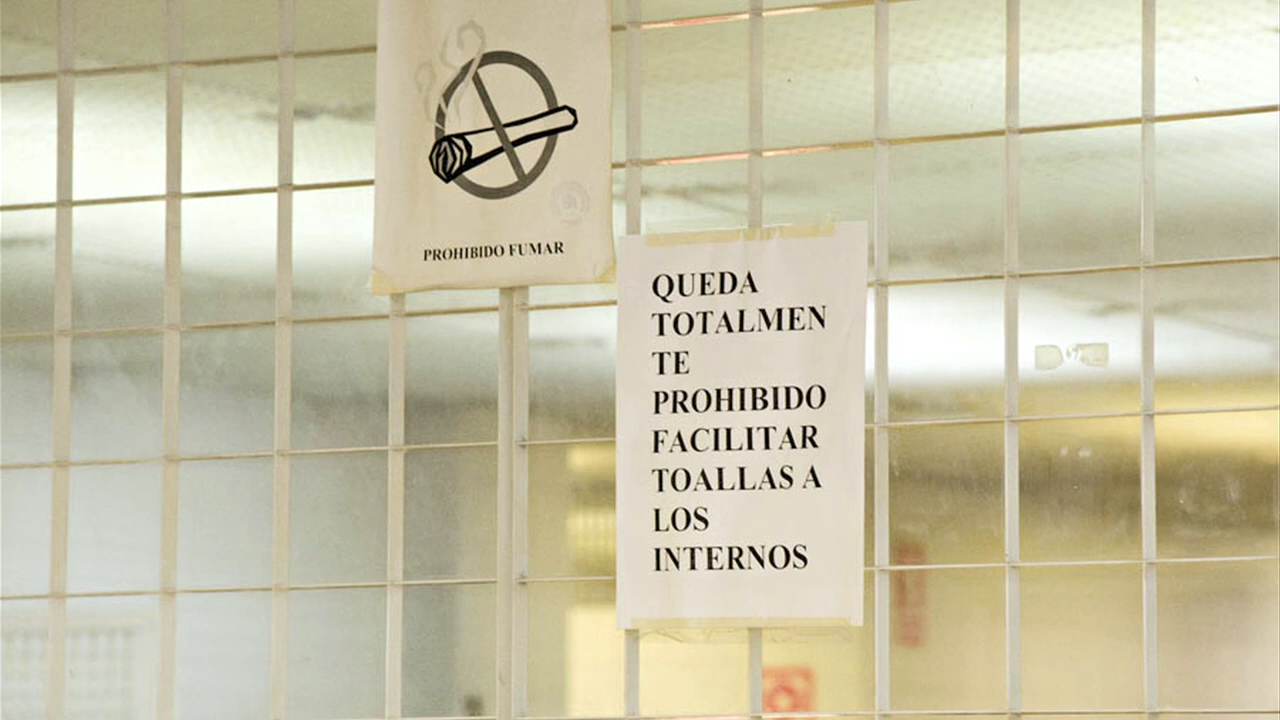 PROHIBIDO FUMAR
QUEDA
TOTALMEN
TE
PROHIBIDO
FACILITAR
TOALLAS A
LOS
INTERNOS